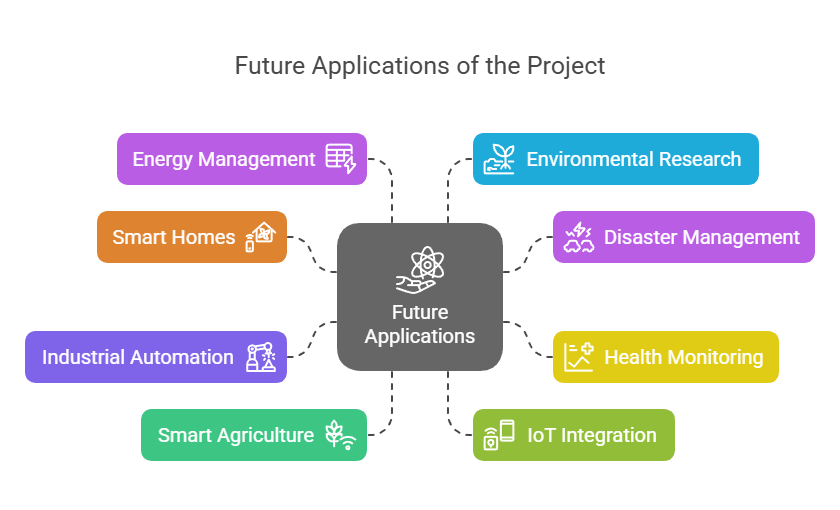 Future Applications of the Project
Energy Management
Environmental Research
Smart Homes
Disaster Management
Future
Applications
Industrial Automation
Health Monitoring
Smart Agriculture
IoT Integration